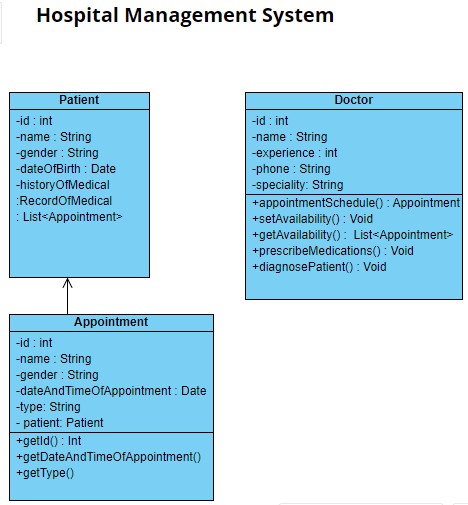 Hospital Management System
Patient
-id : int
-name : String
-gender : String
-dateOfBirth : Date
-historyOfMedical
:RecordOfMedical
: List<Appointment>
Doctor
-id : int
-name : String
-experience : int
-phone : String
-speciality: String
+appointmentSchedule() : Appointment
+setAvailability() : Void
+getAvailability() : List<Appointment>
+prescribeMedications() : Void
+diagnosePatient() : Void
Appointment
-id : int
-name : String
-gender : String
-dateAndTimeOfAppointment : Date
-type: String
- patient: Patient
+getId() : Int
+getDateAndTimeOfAppointment()
+getType()